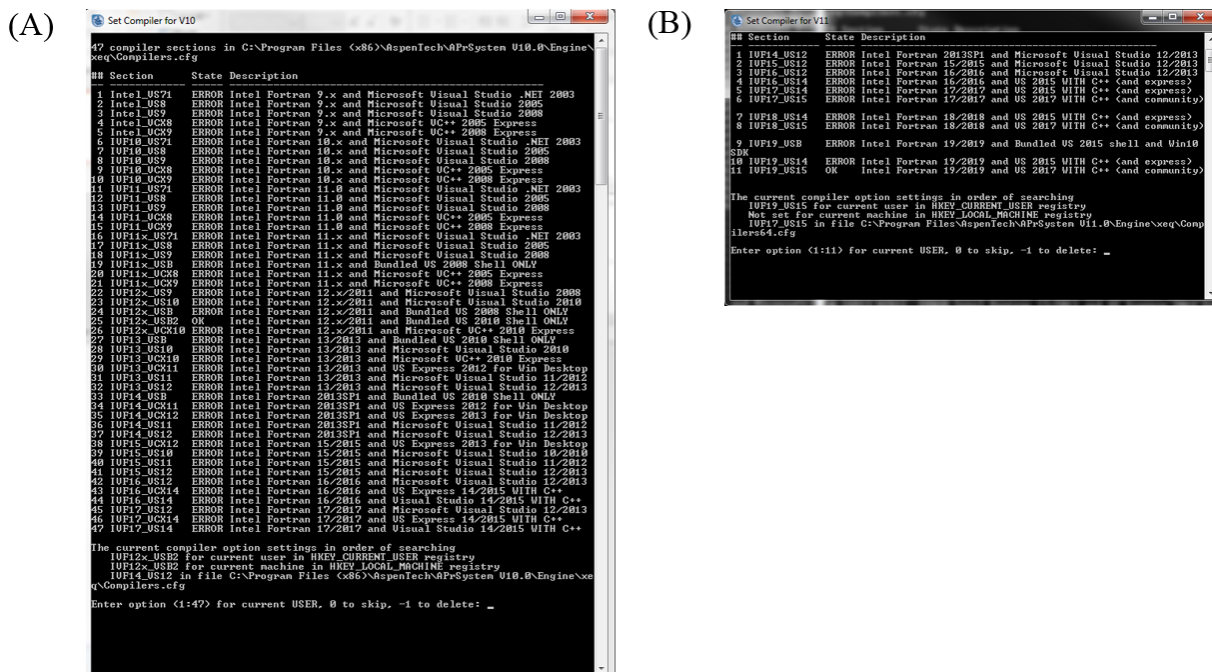 (A)
Set Compiler for V10
47 compiler sections in C:\Program Files (x86)\AspenTech\APrSystem V10.0\Engine\
xeq\Compilers.cfg
## Section State Description
1 Intel_VS71 ERROR Intel Fortran 9.x and Microsoft Visual Studio .NET 2003
2 Intel_VS8 ERROR Intel Fortran 9.x and Microsoft Visual Studio 2005
3 Intel_VS9 ERROR Intel Fortran 9.x and Microsoft Visual Studio 2008
4 Intel_VCX8 ERROR Intel Fortran 9.x and Microsoft VC++ 2005 Express
5 Intel_VCX9 ERROR Intel Fortran 9.x and Microsoft VC++ 2008 Express
6 IVF10_VS71 ERROR Intel Fortran 10.x and Microsoft Visual Studio .NET 2003
7 IVF10_VS8 ERROR Intel Fortran 10.x and Microsoft Visual Studio 2005
8 IVF10_VS9 ERROR Intel Fortran 10.x and Microsoft Visual Studio 2008
9 IVF10_VCX8 ERROR Intel Fortran 10.x and Microsoft VC++ 2005 Express
10 IVF10_VCX9 ERROR Intel Fortran 10.x and Microsoft VC++ 2008 Express
11 IVF11_VS71 ERROR Intel Fortran 11.0 and Microsoft Visual Studio .NET 2003
12 IVF11_VS8 ERROR Intel Fortran 11.0 and Microsoft Visual Studio 2005
13 IVF11_VS9 ERROR Intel Fortran 11.0 and Microsoft Visual Studio 2008
14 IVF11_VCX8 ERROR Intel Fortran 11.0 and Microsoft VC++ 2005 Express
15 IVF11_VCX9 ERROR Intel Fortran 11.0 and Microsoft VC++ 2008 Express
16 IVF11x_VS71 ERROR Intel Fortran 11.x and Microsoft Visual Studio .NET 2003
17 IVF11x_VS8 ERROR Intel Fortran 11.x and Microsoft Visual Studio 2005
18 IVF11x_VS9 ERROR Intel Fortran 11.x and Microsoft Visual Studio 2008
19 IVF11x_VSB ERROR Intel Fortran 11.x and Bundled VS 2008 Shell ONLY
20 IVF11x_VCX8 ERROR Intel Fortran 11.x and Microsoft VC++ 2005 Express
21 IVF11x_VCX9 ERROR Intel Fortran 11.x and Microsoft VC++ 2008 Express
22 IVF12x_VS9 ERROR Intel Fortran 12.x/2011 and Microsoft Visual Studio 2008
23 IVF12x_VS10 ERROR Intel Fortran 12.x/2011 and Microsoft Visual Studio 2010
24 IVF12x_VSB ERROR Intel Fortran 12.x/2011 and Bundled VS 2008 Shell ONLY
25 IVF12x_VSB2 OK Intel Fortran 12.x/2011 and Bundled VS 2010 Shell ONLY
26 IVF12x_VCX10 ERROR Intel Fortran 12.x/2011 and Microsoft VC++ 2010 Express
27 IVF13_VSB ERROR Intel Fortran 13/2013 and Bundled VS 2010 Shell ONLY
28 IVF13_VS10 ERROR Intel Fortran 13/2013 and Microsoft Visual Studio 2010
29 IVF13_VCX10 ERROR Intel Fortran 13/2013 and Microsoft VC++ 2010 Express
30 IVF13_VCX11 ERROR Intel Fortran 13/2013 and VS Express 2012 for Win Desktop
31 IVF13_VS11 ERROR Intel Fortran 13/2013 and Microsoft Visual Studio 11/2012
32 IVF13_VS12 ERROR Intel Fortran 13/2013 and Microsoft Visual Studio 12/2013
33 IVF14_VSB ERROR Intel Fortran 2013SP1 and Bundled VS 2010 Shell ONLY
34 IVF14_VCX11 ERROR Intel Fortran 2013SP1 and VS Express 2012 for Win Desktop
35 IVF14_VCX12 ERROR Intel Fortran 2013SP1 and VS Express 2013 for Win Desktop
36 IVF14_VS11 ERROR Intel Fortran 2013SP1 and Microsoft Visual Studio 11/2012
37 IVF14_VS12 ERROR Intel Fortran 2013SP1 and Microsoft Visual Studio 12/2013
38 IVF15_VCX12 ERROR Intel Fortran 15/2015 and VS Express 2013 for Win Desktop
39 IVF15_VS10 ERROR Intel Fortran 15/2015 and Microsoft Visual Studio 10/2010
40 IVF15_VS11 ERROR Intel Fortran 15/2015 and Microsoft Visual Studio 11/2012
41 IVF15_VS12 ERROR Intel Fortran 15/2015 and Microsoft Visual Studio 12/2013
42 IVF16_VS12 ERROR Intel Fortran 16/2016 and Microsoft Visual Studio 12/2013
43 IVF16_VCX14 ERROR Intel Fortran 16/2016 and VS Express 14/2015 WITH C++
44 IVF16_VS14 ERROR Intel Fortran 16/2016 and Visual Studio 14/2015 WITH C++
45 IVF17_VS12 ERROR Intel Fortran 17/2017 and Microsoft Visual Studio 12/2013
46 IVF17_VCX14 ERROR Intel Fortran 17/2017 and VS Express 14/2015 WITH C++
47 IVF17_VS14 ERROR Intel Fortran 17/2017 and Visual Studio 14/2015 WITH C++
The current compiler option settings in order of searching
IVF12x_VSB2 for current user in HKEY_CURRENT_USER registry
IVF12x_VSB2 for current machine in HKEY_LOCAL_MACHINE registry
IVF14_VS12 in file C:\Program Files (x86)\AspenTech\APrSystem V10.0\Engine\xe
q\Compilers.cfg
Enter option (1:47) for current USER, 0 to skip, -1 to delete: _
(B)
Set Compiler for V11
## Section State Description
1 IVF14_VS12 ERROR Intel Fortran 2013SP1 and Microsoft Visual Studio 12/2013
2 IVF15_VS12 ERROR Intel Fortran 15/2015 and Microsoft Visual Studio 12/2013
3 IVF16_VS12 ERROR Intel Fortran 16/2016 and Microsoft Visual Studio 12/2013
4 IVF16_VS14 ERROR Intel Fortran 16/2016 and VS 2015 WITH C++ (and express)
5 IVF17_VS14 ERROR Intel Fortran 17/2017 and VS 2015 WITH C++ (and express)
6 IVF17_VS15 ERROR Intel Fortran 17/2017 and VS 2017 WITH C++ (and community)
7 IVF18_VS14 ERROR Intel Fortran 18/2018 and VS 2015 WITH C++ (and express)
8 IVF18_VS15 ERROR Intel Fortran 18/2018 and VS 2017 WITH C++ (and community)
9 IVF19_VSB ERROR Intel Fortran 19/2019 and Bundled VS 2015 shell and Win10
SDK
10 IVF19_VS14 ERROR Intel Fortran 19/2019 and VS 2015 WITH C++ (and express)
11 IVF19_VS15 OK Intel Fortran 19/2019 and VS 2017 WITH C++ (and community)
The current compiler option settings in order of searching
IVF19_VS15 for current user in HKEY_CURRENT_USER registry
Not set for current machine in HKEY_LOCAL_MACHINE registry
IVF17_VS15 in file C:\Program Files\AspenTech\APrSystem V11.0\Engine\xeq\Comp
ilers64.cfg
Enter option (1:11) for current USER, 0 to skip, -1 to delete: _